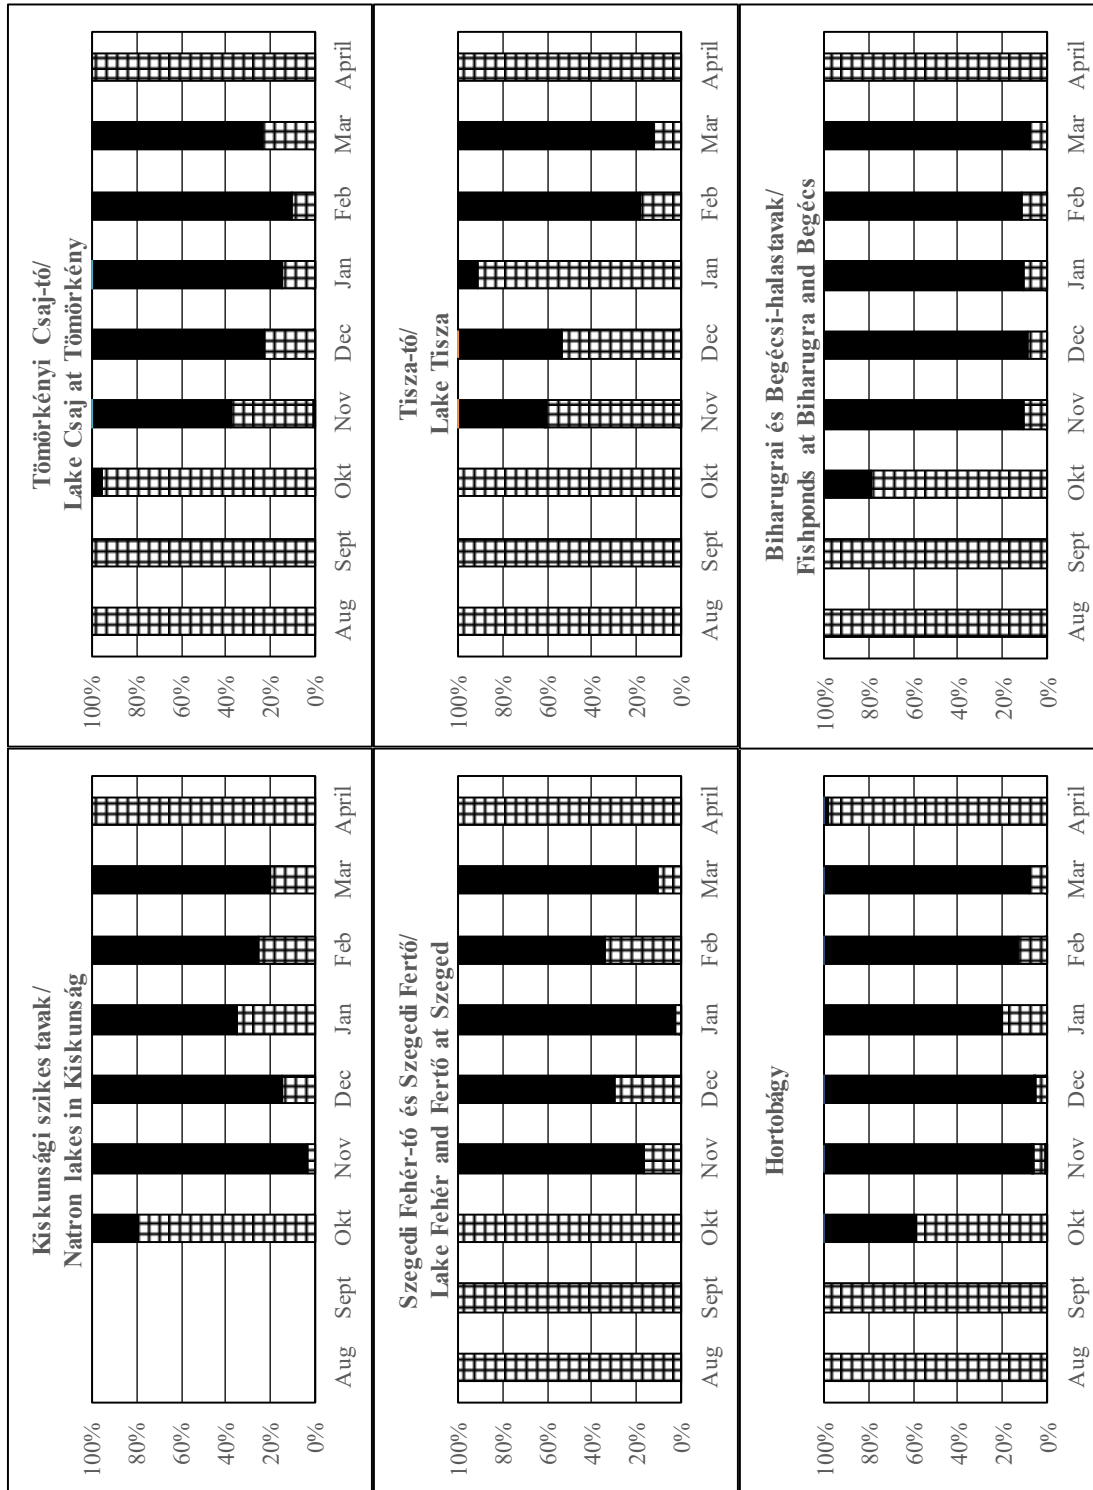 Kiskunsági szikes tavak/
Natron lakes in Kiskunság
100%
80%
60%
40%
20%
0%
Aug Sept Okt Nov Dec Jan Feb Mar April
Tömörkényi Csaj-tó/
Lake Csaj at Tömörkény
100%
80%
60%
40%
20%
0%
Aug Sept Okt Nov Dec Jan Feb Mar April
Szegedi Fehér-tó és Szegedi Fertő/
Lake Fehér and Fertő at Szeged
100%
80%
60%
40%
20%
0%
Aug Sept Okt Nov Dec Jan Feb Mar April
Tisza-tó/
Lake Tisza
100%
80%
60%
40%
20%
0%
Aug Sept Okt Nov Dec Jan Feb Mar April
Hortobágy
100%
80%
60%
40%
20%
0%
Aug Sept Okt Nov Dec Jan Feb Mar April
Biharugrai és Begécsi-halastavak/
Fishponds at Biharugra and Begécs
100%
80%
60%
40%
20%
0%
Aug Sept Okt Nov Dec Jan Feb Mar April